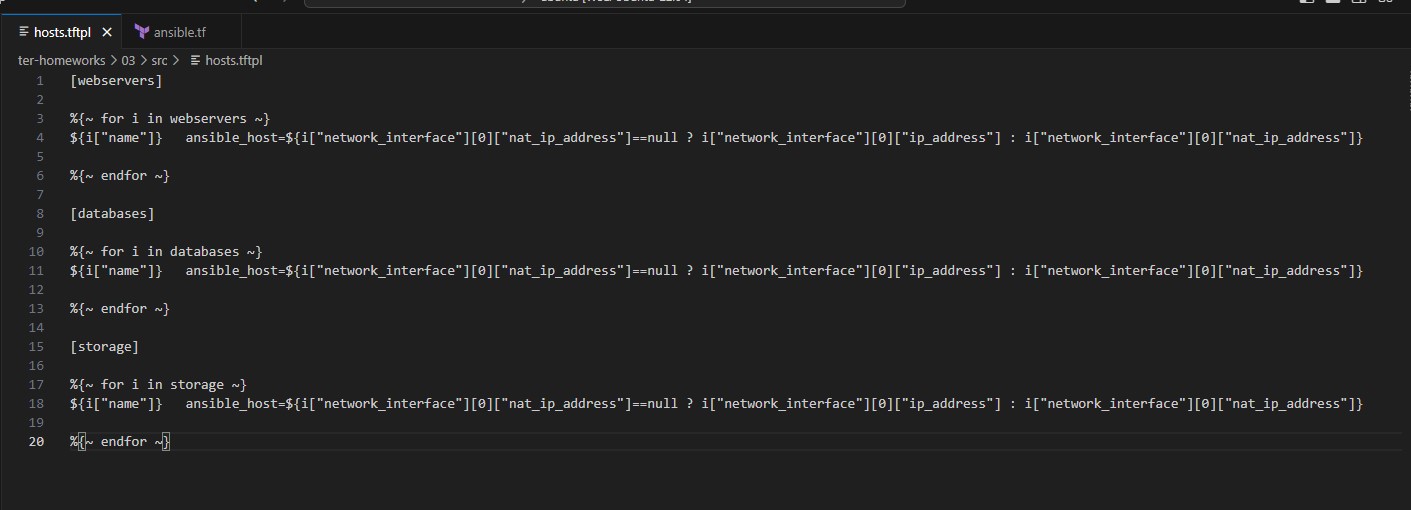 hosts.tftpl
ansible.tf
ter-homeworks > 03 > src > hosts.tftpl
1 [webservers]
2
3 %{~ for i in webservers ~}
4 ${i["name"]}   ansible_host=${i["network_interface"][0]["nat_ip_address"]==null ? i["network_interface"][0]["ip_address"] : i["network_interface"][0]["nat_ip_address"]}
5
6 %{~ endfor ~}
7
8 [databases]
9
10 %{~ for i in databases ~}
11 ${i["name"]}   ansible_host=${i["network_interface"][0]["nat_ip_address"]==null ? i["network_interface"][0]["ip_address"] : i["network_interface"][0]["nat_ip_address"]}
12
13 %{~ endfor ~}
14
15 [storage]
16
17 %{~ for i in storage ~}
18 ${i["name"]}   ansible_host=${i["network_interface"][0]["nat_ip_address"]==null ? i["network_interface"][0]["ip_address"] : i["network_interface"][0]["nat_ip_address"]}
19
20 %{~ endfor ~}